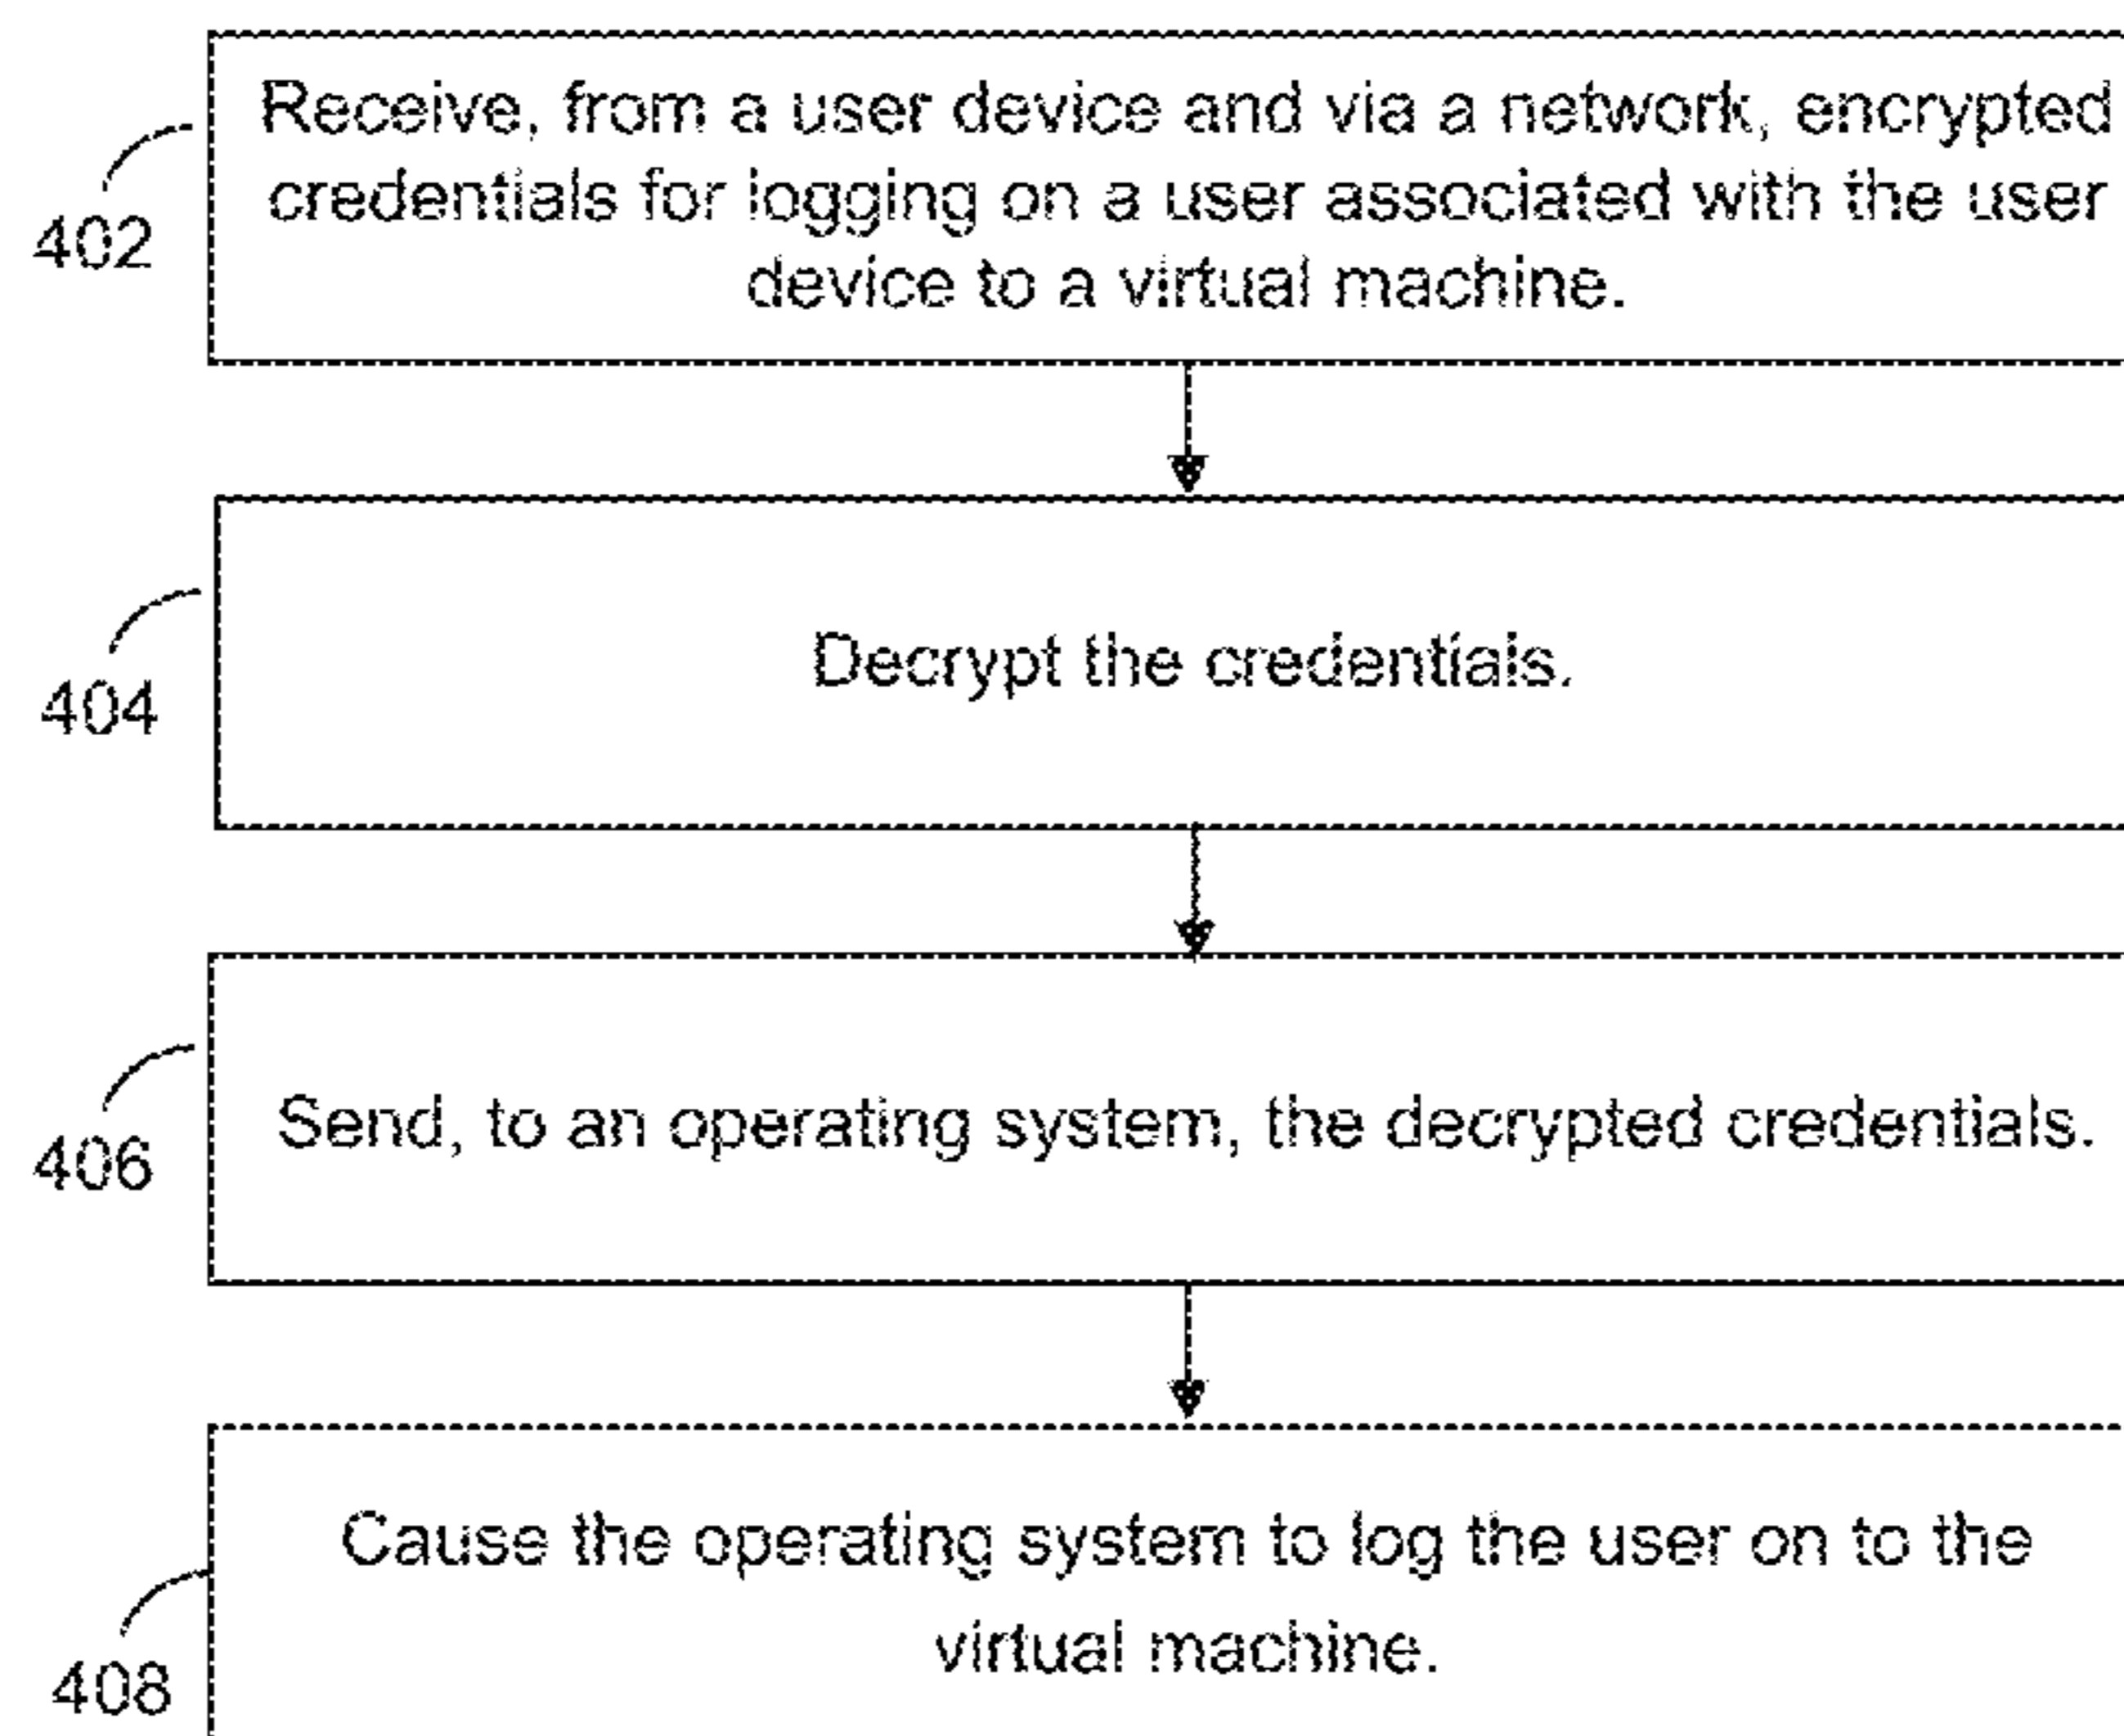 Receive, from a user device and via a network, encrypted
credentials for logging on a user associated with the user
device to a virtual machine.
402
Decrypt the credentials.
404
Send, to an operating system, the decrypted credentials.
406
Cause the operating system to log the user on to the
virtual machine.
408